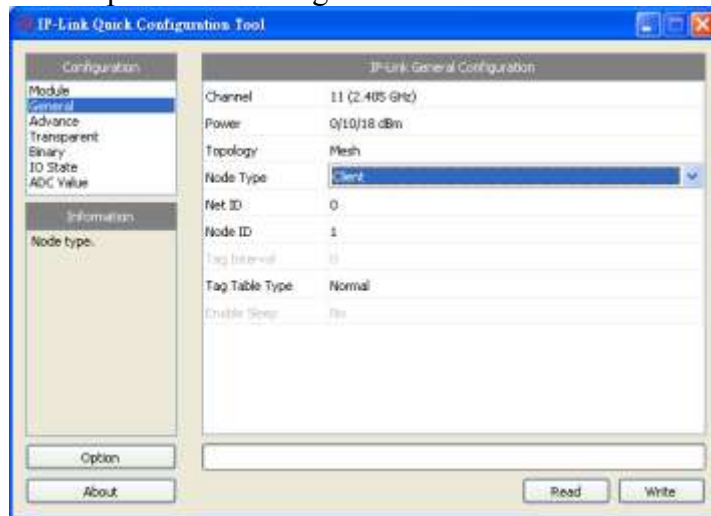 IP-Link Quick Configuration Tool
Configuration
Module
General
Advance
Transparent
Binary
IO State
ADC Value
Information
Node type.
Option
About
IP-Link General Configuration
Channel 11 (2.405 GHz)
Power 0/10/18 dBm
Topology Mesh
Node Type Client
Net ID 0
Node ID 1
Tag Interval 0
Tag Table Type Normal
Enable Sleep No
Read Write